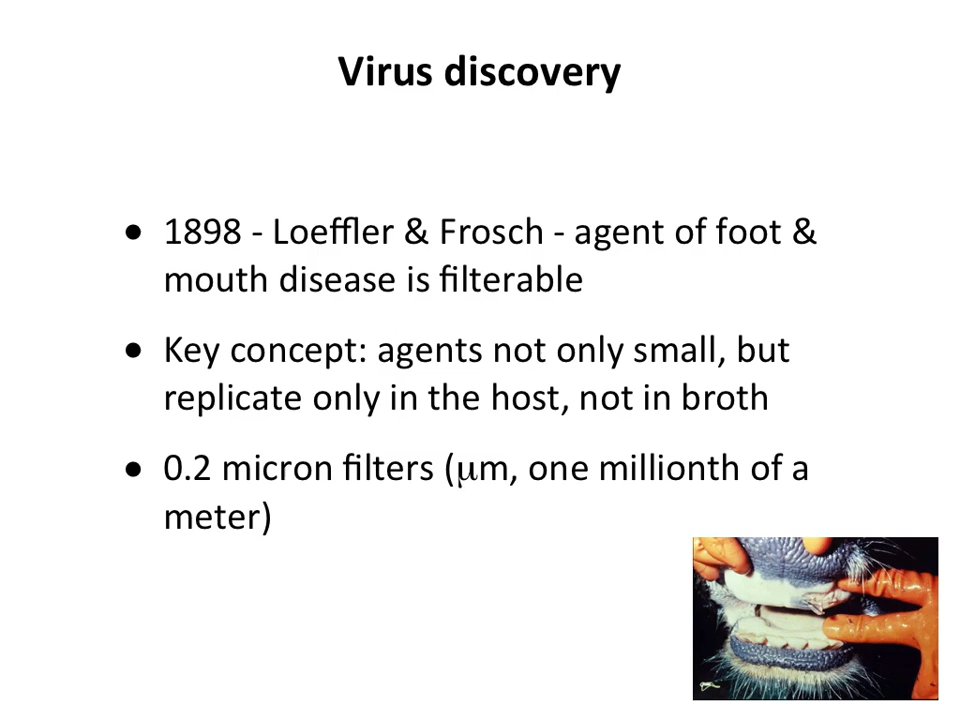 Virus discovery
• 1898 - Loeffler & Frosch - agent of foot &
mouth disease is filterable
• Key concept: agents not only small, but
replicate only in the host, not in broth
• 0.2 micron filters (μm, one millionth of a
meter)